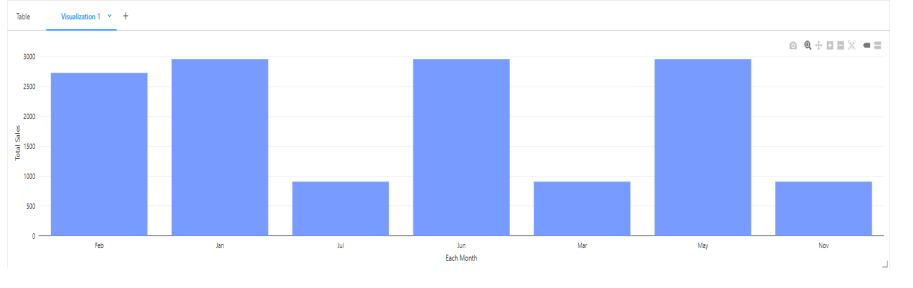 Table Visualization 1 +
3000
2500
2000
1500
1000
500
0
Total Sales
Feb Jan Jul Jun Mar May Nov
Each Month